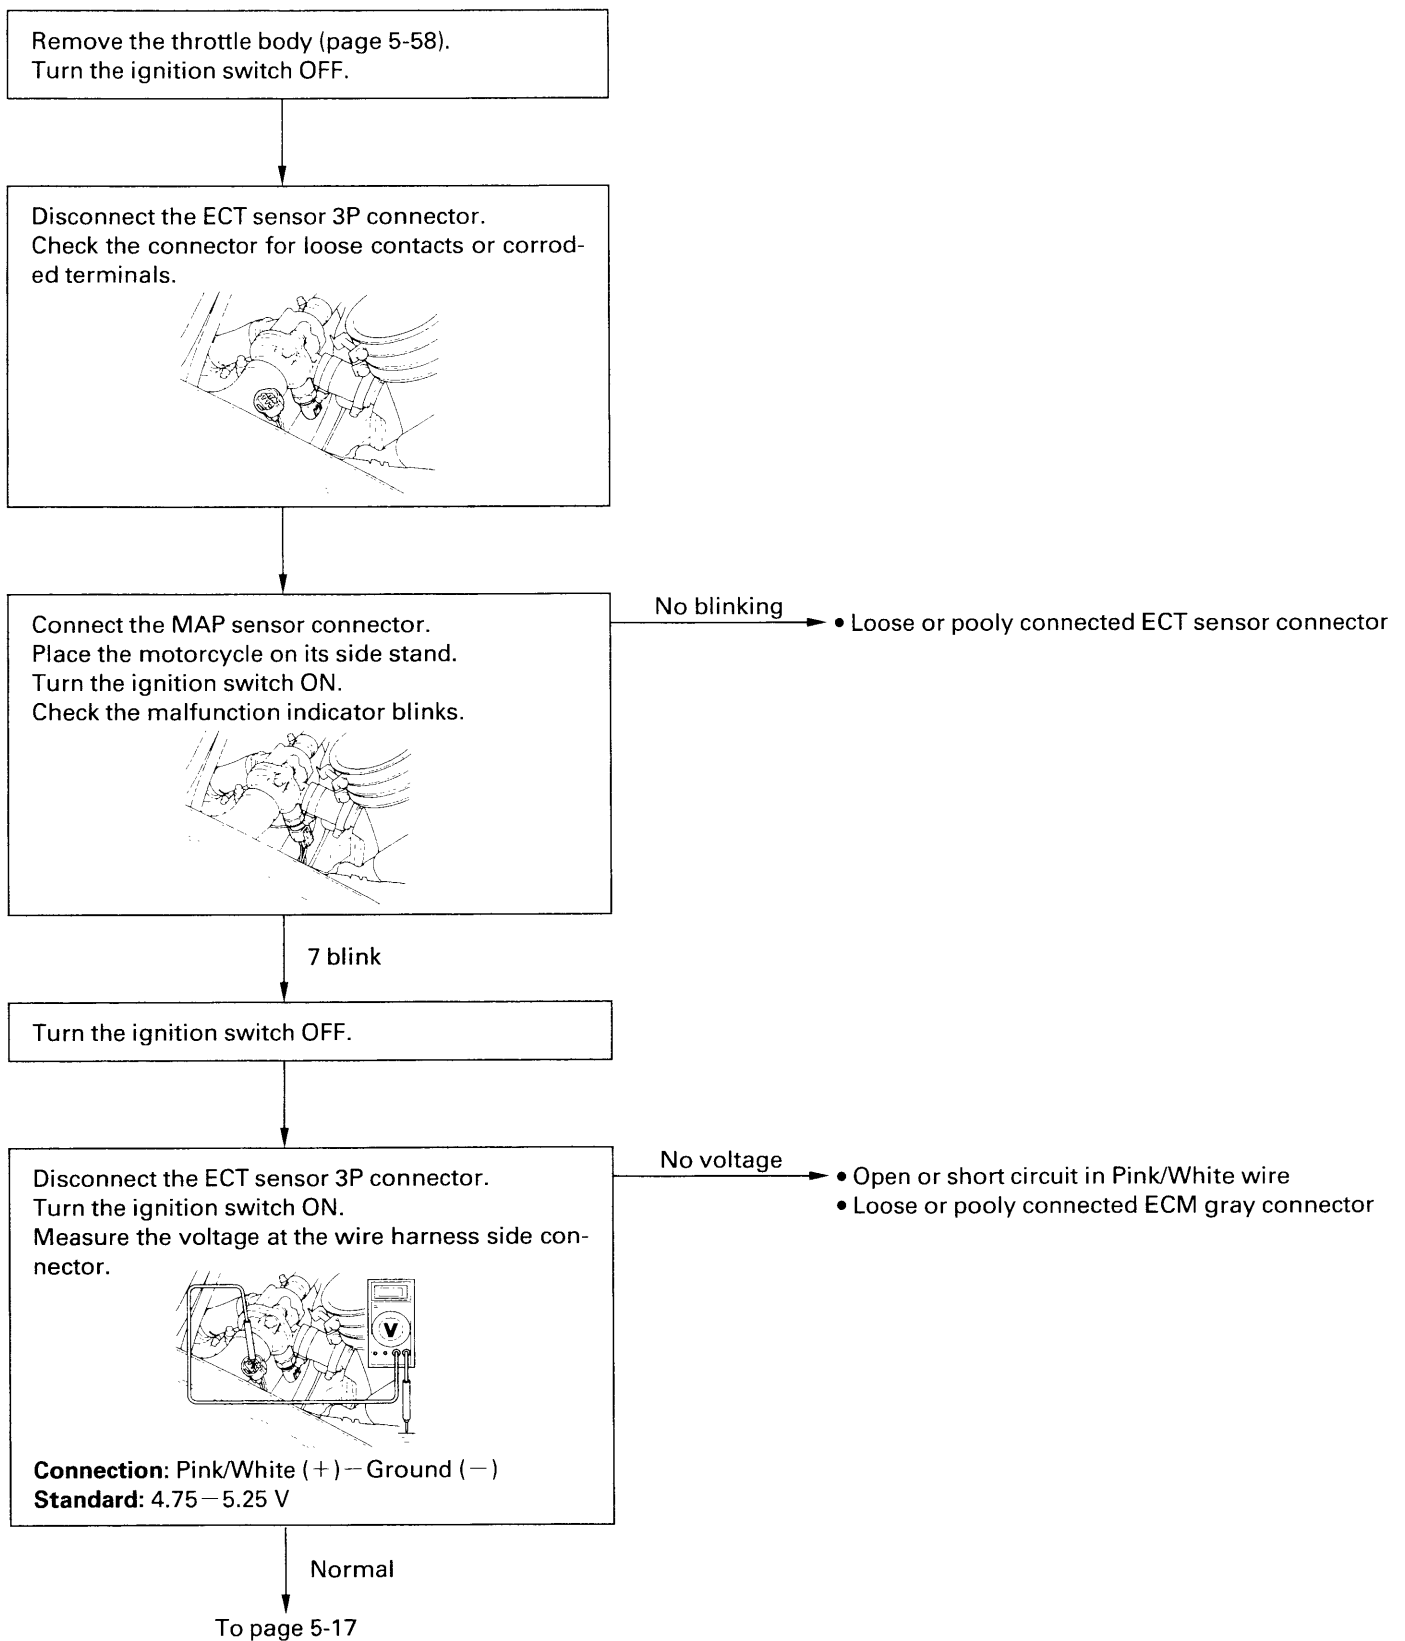 Remove the throttle body (page 5-58).
Turn the ignition switch OFF.
Disconnect the ECT sensor 3P connector.
Check the connector for loose contacts or corrod-
ed terminals.
Connect the MAP sensor connector.
Place the motorcycle on its side stand.
Turn the ignition switch ON.
Check the malfunction indicator blinks.
No blinking
• Loose or pooly connected ECT sensor connector
7 blink
Turn the ignition switch OFF.
Disconnect the ECT sensor 3P connector.
Turn the ignition switch ON.
Measure the voltage at the wire harness side con-
nector.
V
Connection: Pink/White (+)—Ground (—)
Standard: 4.75—5.25 V
No voltage
• Open or short circuit in Pink/White wire
• Loose or pooly connected ECM gray connector
Normal
To page 5-17